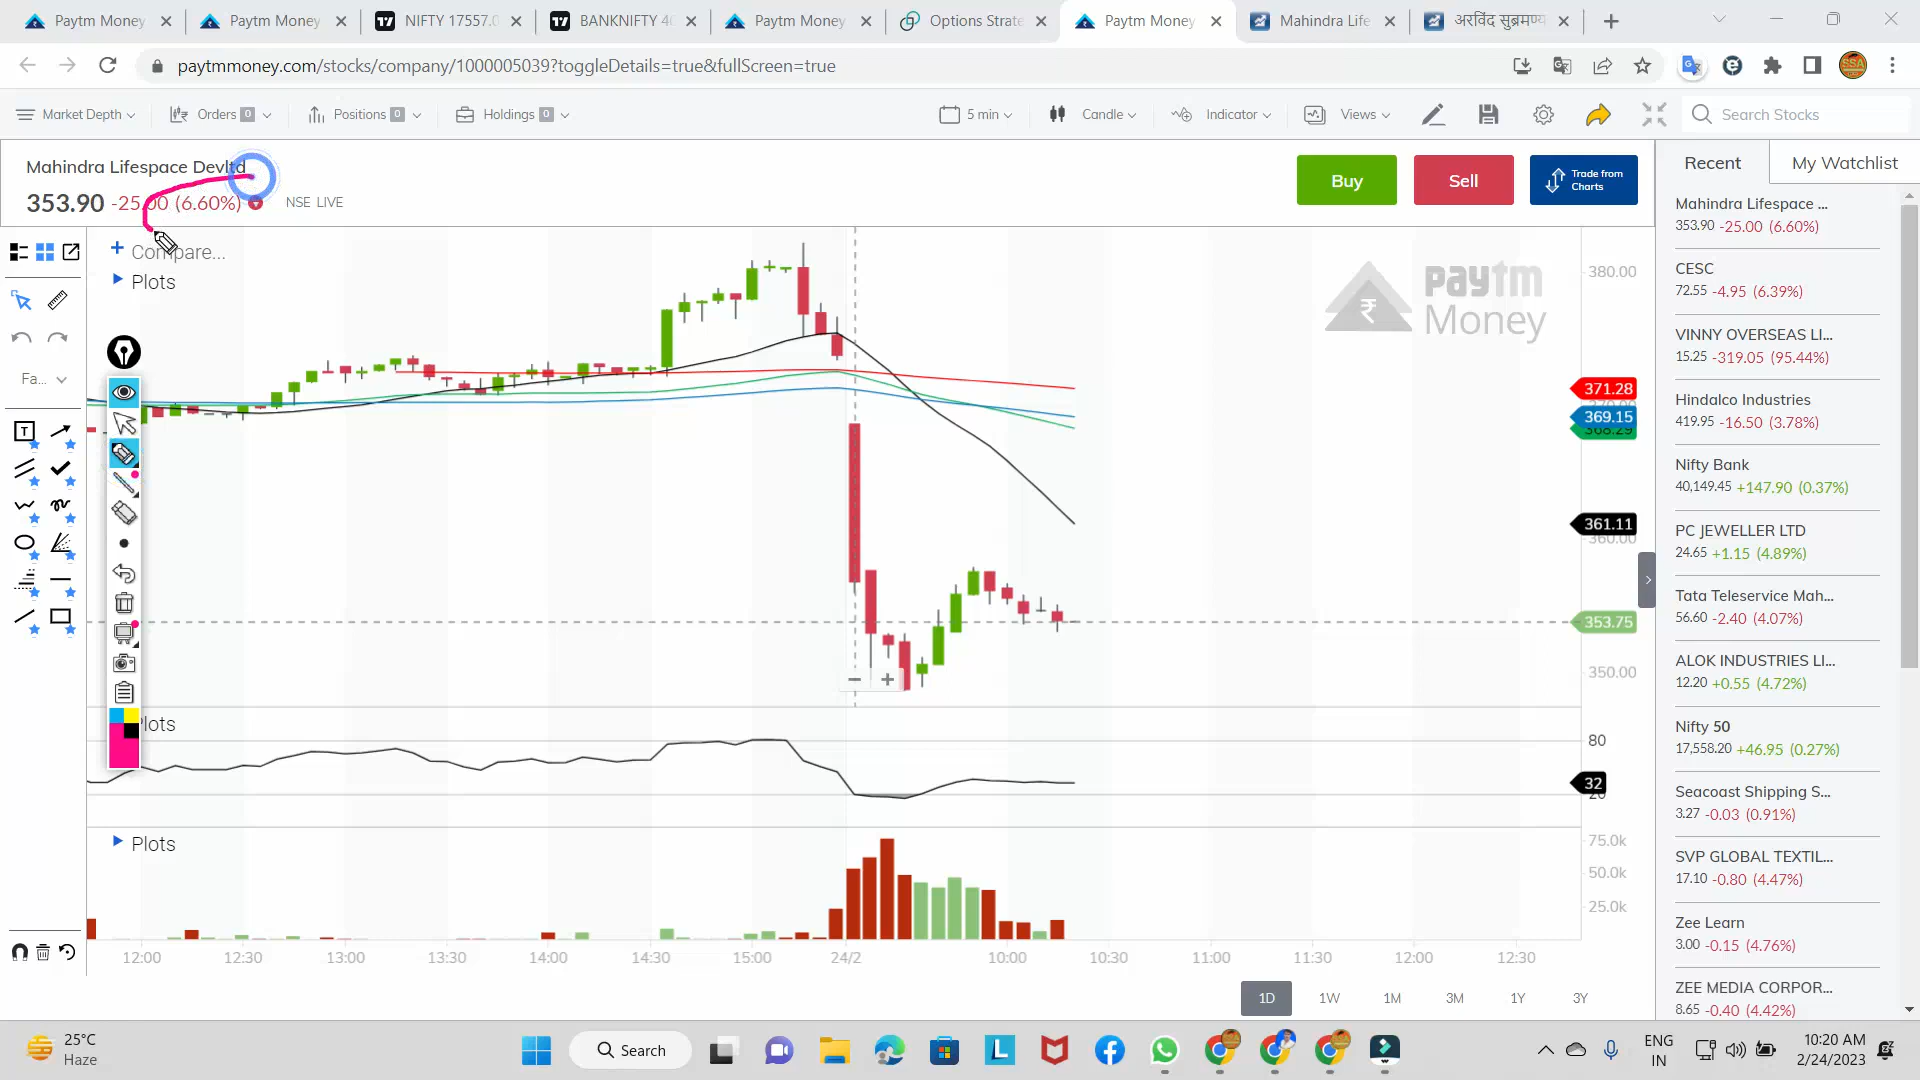 Paytm Money
Paytm Money
NIFTY 17557.0
BANKNIFTY 40
Paytm Money
Options Strate
Paytm Money
Mahindra Life
अरविंद सुब्रमण्य
paytmmoney.com/stocks/company/1000005039?toggleDetails=true&fullScreen=true
Market Depth
Orders 0
Positions 0
Holdings 0
5 min
Candle
Indicator
Views
Search Stocks
Mahindra Lifespace Devltd
353.90 -25.00 (6.60%) NSE LIVE
Buy
Sell
Trade from
Charts
Recent
My Watchlist
Mahindra Lifespace ...
353.90 -25.00 (6.60%)
CESC
72.55 -4.95 (6.39%)
VINNY OVERSEAS LI...
15.25 -319.05 (95.44%)
Hindalco Industries
419.95 -16.50 (3.78%)
Nifty Bank
40,149.45 +147.90 (0.37%)
PC JEWELLER LTD
24.65 +1.15 (4.89%)
Tata Teleservice Mah...
56.60 -2.40 (4.07%)
ALOK INDUSTRIES LI...
12.20 +0.55 (4.72%)
Nifty 50
17,558.20 +46.95 (0.27%)
Seacoast Shipping S...
3.27 -0.03 (0.91%)
SVP GLOBAL TEXTIL...
17.10 -0.80 (4.47%)
Zee Learn
3.00 -0.15 (4.76%)
ZEE MEDIA CORPOR...
8.65 -0.40 (4.42%)
Compare...
Plots
Fa...
T
paytm
Money
380.00
371.28
369.15
368.29
361.11
360.00
353.75
350.00
Plots
80
32
20
Plots
75.0k
50.0k
25.0k
12:00 12:30 13:00 13:30 14:00 14:30 15:00 24/2 10:00 10:30 11:00 11:30 12:00 12:30
1D 1W 1M 3M 1Y 3Y
25°C
Haze
Search
L
ENG
IN
10:20 AM
2/24/2023